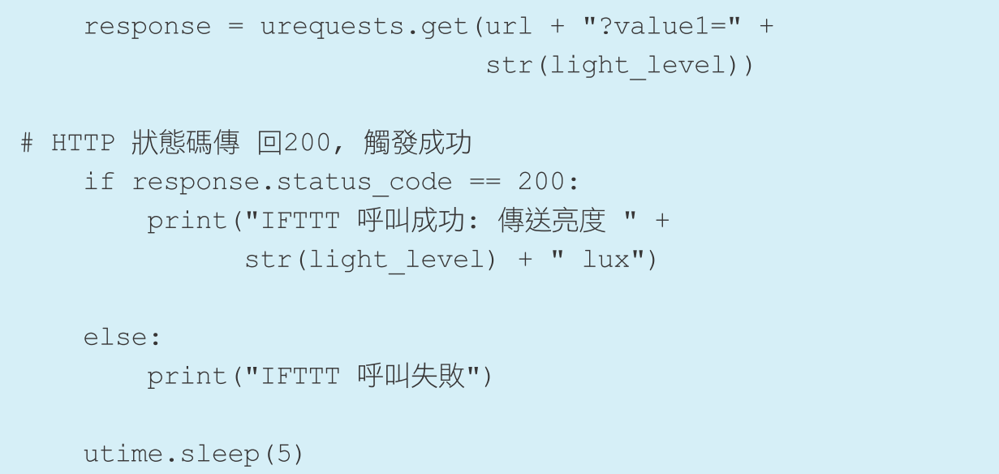 response = urequests.get(url + "?value1=" +
                             str(light_level))

# HTTP 狀態碼傳 回200, 觸發成功
    if response.status_code == 200:
        print("IFTTT 呼叫成功: 傳送亮度 " +
              str(light_level) + " lux")

    else:
        print("IFTTT 呼叫失敗")

    utime.sleep(5)